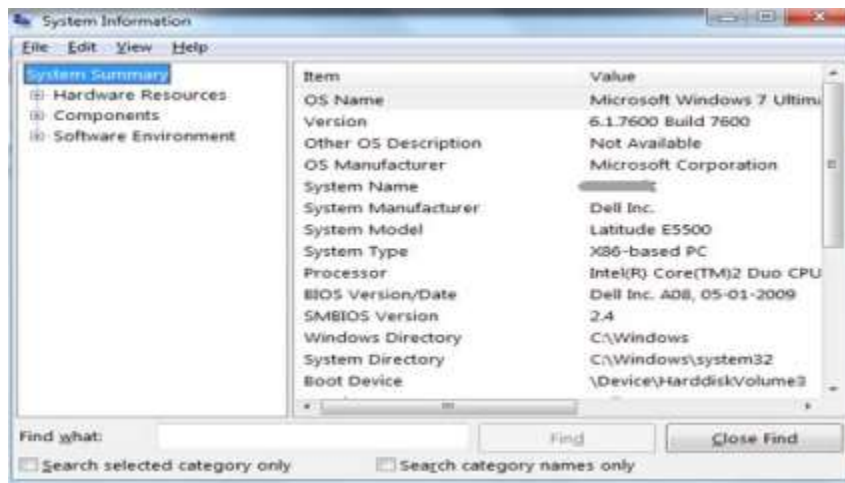 System Information
File Edit View Help
System Summary
Hardware Resources
Components
Software Environment
Item Value
OS Name Microsoft Windows 7 Ultim
Version 6.1.7600 Build 7600
Other OS Description Not Available
OS Manufacturer Microsoft Corporation
System Name
System Manufacturer Dell Inc.
System Model Latitude E5500
System Type X86-based PC
Processor Intel(R) Core(TM)2 Duo CPU
BIOS Version/Date Dell Inc. A08, 05-01-2009
SMBIOS Version 2.4
Windows Directory C:\Windows
System Directory C:\Windows\system32
Boot Device \Device\HarddiskVolume3
Find what: Find Close Find
Search selected category only Search category names only